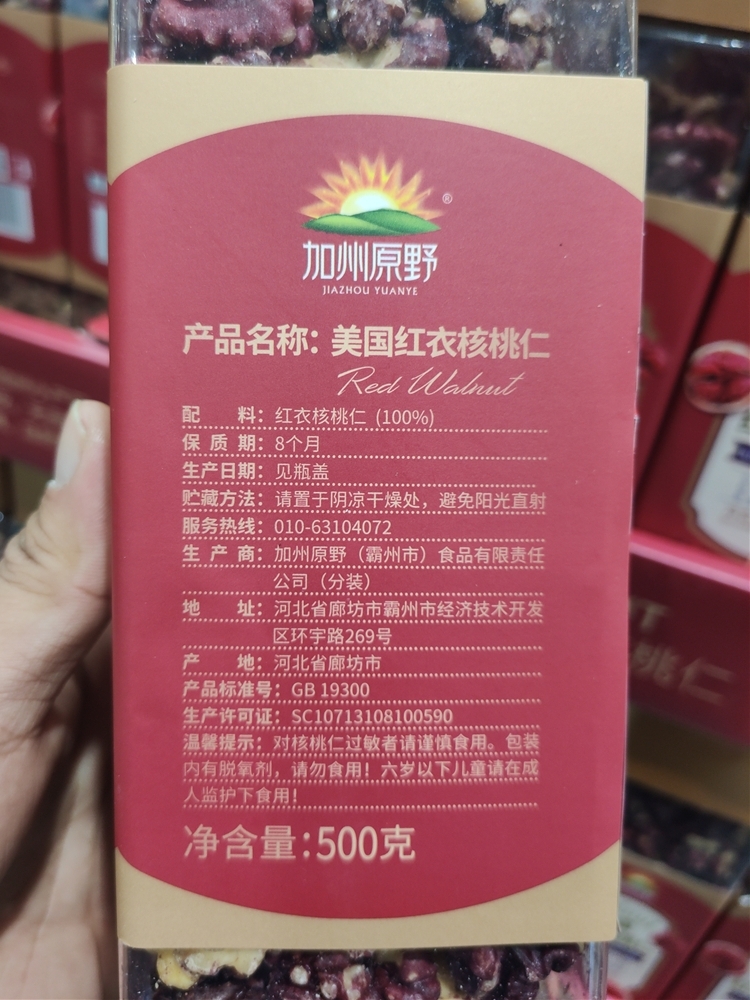 ®
加州原野
JIAZHOU YUANYE
产品名称：美国红衣核桃仁
Red Walnut
配 料：红衣核桃仁 (100%)
保 质 期：8个月
生产日期：见瓶盖
贮藏方法：请置于阴凉干燥处，避免阳光直射
服务热线：010-63104072
生 产 商：加州原野（霸州市）食品有限责任
公司（分装）
地 址：河北省廊坊市霸州市经济技术开发
区环宇路269号
产 地：河北省廊坊市
产品标准号：GB 19300
生产许可证：SC10713108100590
温馨提示：对核桃仁过敏者请谨慎食用。包装
内有脱氧剂，请勿食用！六岁以下儿童请在成
人监护下食用！
净含量：500克
桃仁